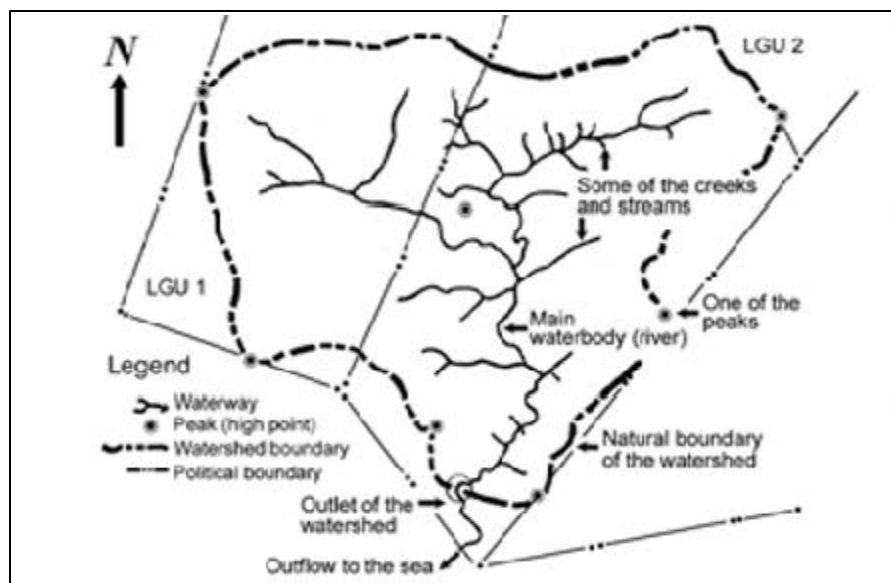 N
LGU 2
Some of the creeks
and streams
LGU 1
One of the
peaks
Main
waterbody (river)
Legend
Waterway
Peak (high point)
Watershed boundary
Political boundary
Natural boundary
of the watershed
Outlet of the
watershed
Outflow to the sea